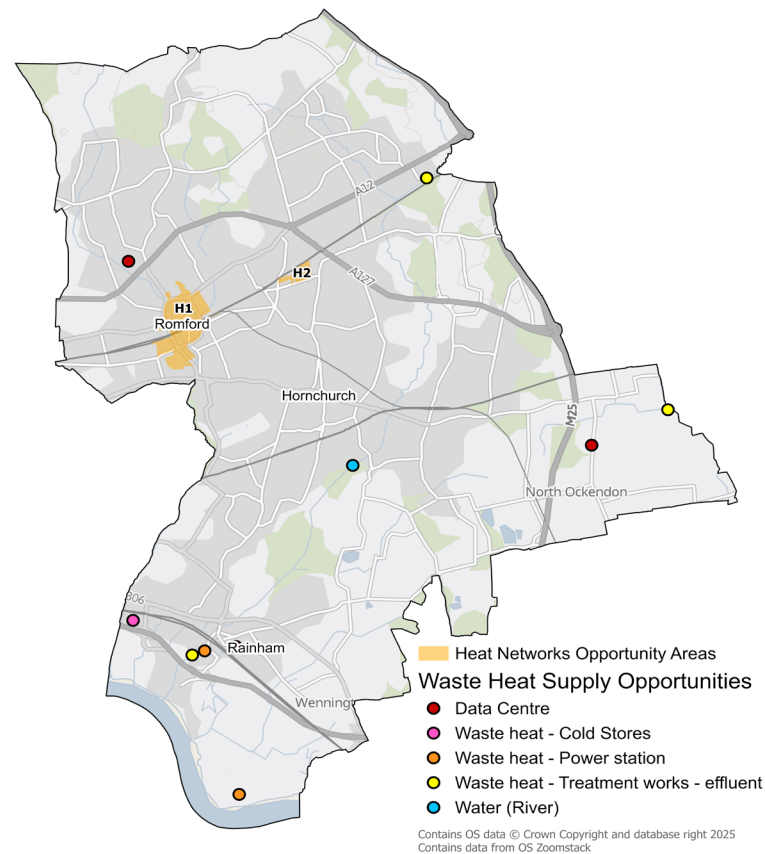 A12
H2
A127
H1
Romford
Hornchurch
M25
North Ockendon
Rainham
Wenning
Heat Networks Opportunity Areas
Waste Heat Supply Opportunities
Data Centre
Waste heat - Cold Stores
Waste heat - Power station
Waste heat - Treatment works - effluent
Water (River)
Contains OS data © Crown Copyright and database right 2025
Contains data from OS Zoomstack